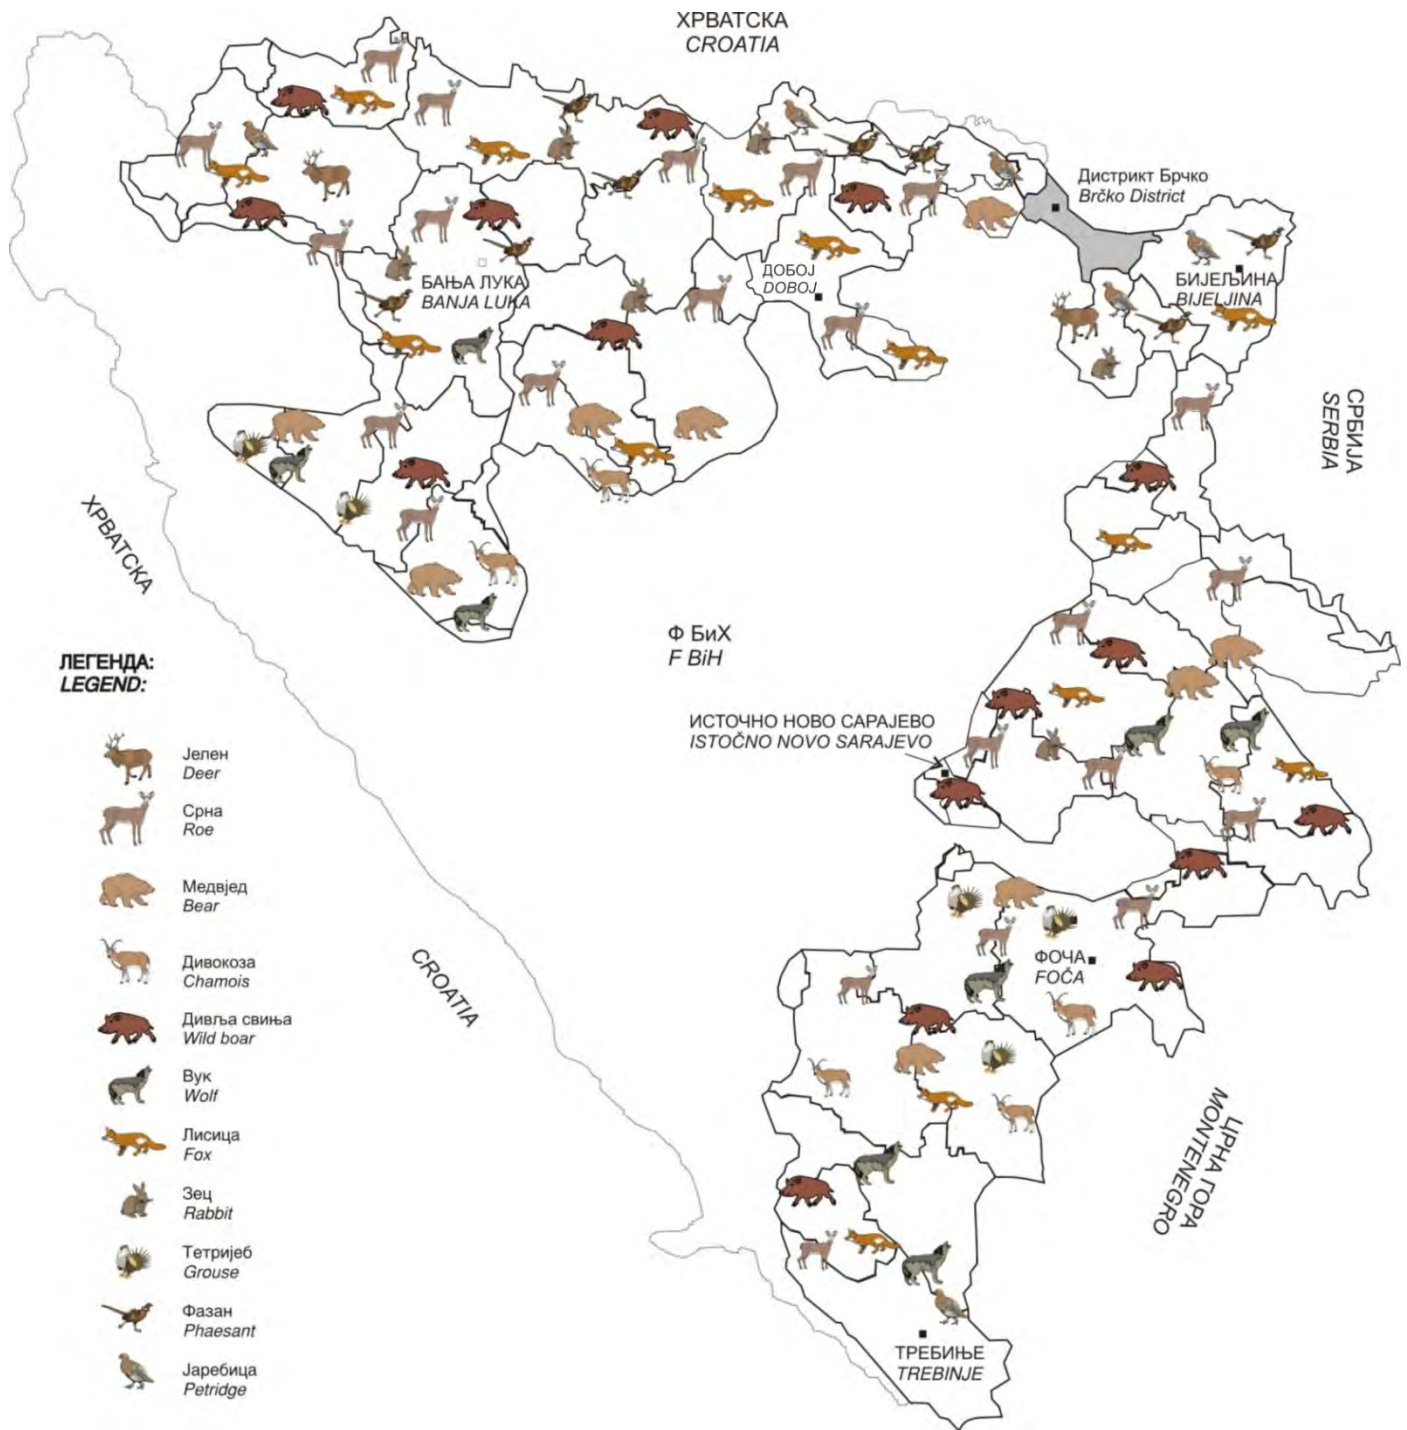 ХРВАТСКА
CROATIA
Дистрикт Брчко
Brčko District
ДОБОЈ
DOBOJ
БИЈЕЉИНА
BIJELJINA
БАЊА ЛУКА
BANJA LUKA
СРБИЈА
SERBIA
ХРВАТСКА
CROATIA
Ф БиХ
F BiH
ИСТОЧНО НОВО САРАЈЕВО
ISTOČNO NOVO SARAJEVO
ФОЧА
FOČA
ЦРНА ГОРА
MONTENEGRO
ТРЕБИЊЕ
TREBINJE
ЛЕГЕНДА:
LEGEND:
Јелен
Deer
Срна
Roe
Медвјед
Bear
Дивокоза
Chamois
Дивља свиња
Wild boar
Вук
Wolf
Лисица
Fox
Зец
Rabbit
Тетријеб
Grouse
Фазан
Phaesant
Јаребица
Petridge